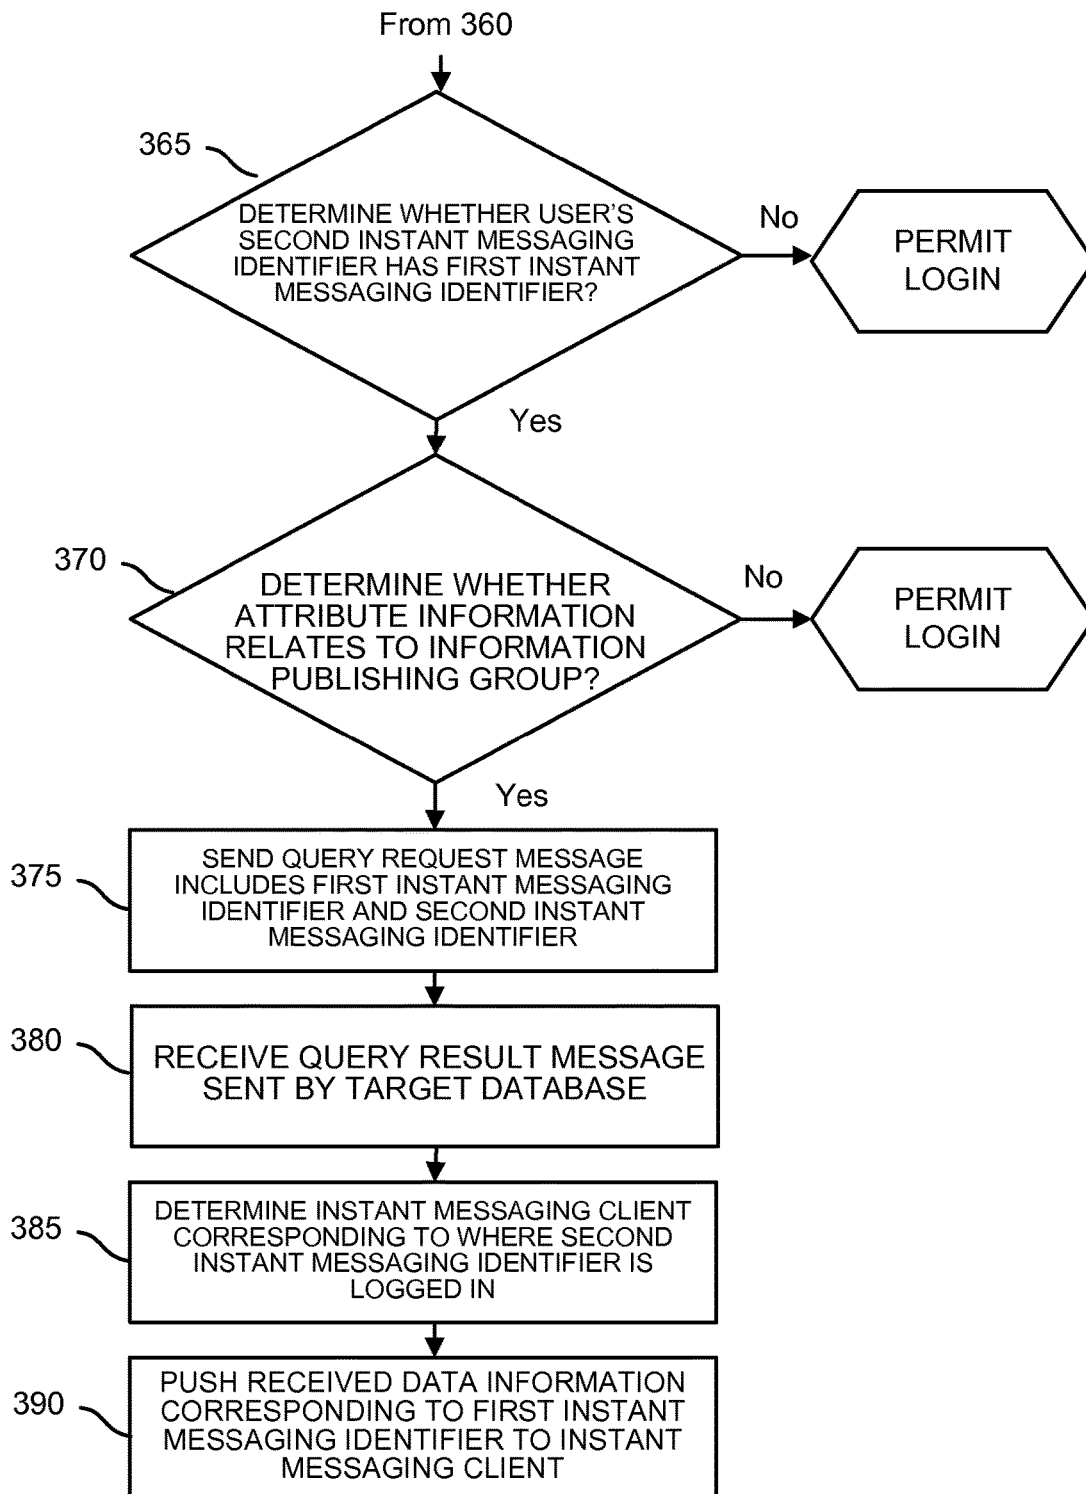 From 360
365
DETERMINE WHETHER USER'S
SECOND INSTANT MESSAGING
IDENTIFIER HAS FIRST INSTANT
MESSAGING IDENTIFIER?
No
PERMIT
LOGIN
Yes
370
DETERMINE WHETHER
ATTRIBUTE INFORMATION
RELATES TO INFORMATION
PUBLISHING GROUP?
No
PERMIT
LOGIN
Yes
375
SEND QUERY REQUEST MESSAGE
INCLUDES FIRST INSTANT MESSAGING
IDENTIFIER AND SECOND INSTANT
MESSAGING IDENTIFIER
380
RECEIVE QUERY RESULT MESSAGE
SENT BY TARGET DATABASE
385
DETERMINE INSTANT MESSAGING CLIENT
CORRESPONDING TO WHERE SECOND
INSTANT MESSAGING IDENTIFIER IS
LOGGED IN
390
PUSH RECEIVED DATA INFORMATION
CORRESPONDING TO FIRST INSTANT
MESSAGING IDENTIFIER TO INSTANT
MESSAGING CLIENT